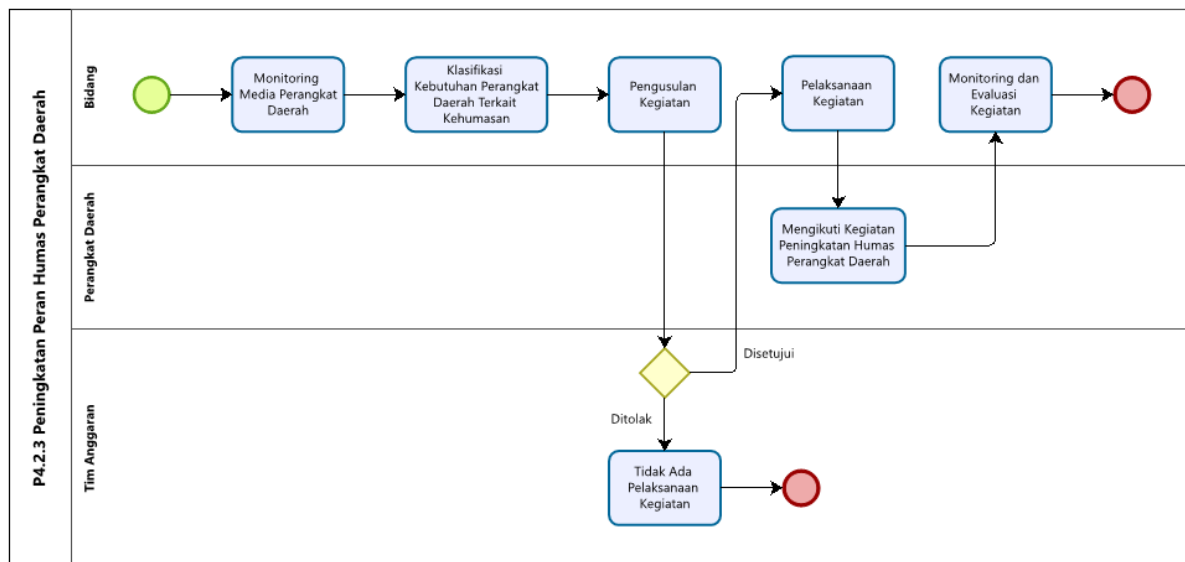 P4.2.3 Peningkatan Peran Humas Perangkat Daerah
Bidang
Monitoring
Media Perangkat
Daerah
Klasifikasi
Kebutuhan Perangkat
Daerah Terkait
Kehumasan
Pengusulan
Kegiatan
Pelaksanaan
Kegiatan
Monitoring dan
Evaluasi
Kegiatan
Perangkat Daerah
Mengikuti Kegiatan
Peningkatan Humas
Perangkat Daerah
Tim Anggaran
Disetujui
Ditolak
Tidak Ada
Pelaksanaan
Kegiatan